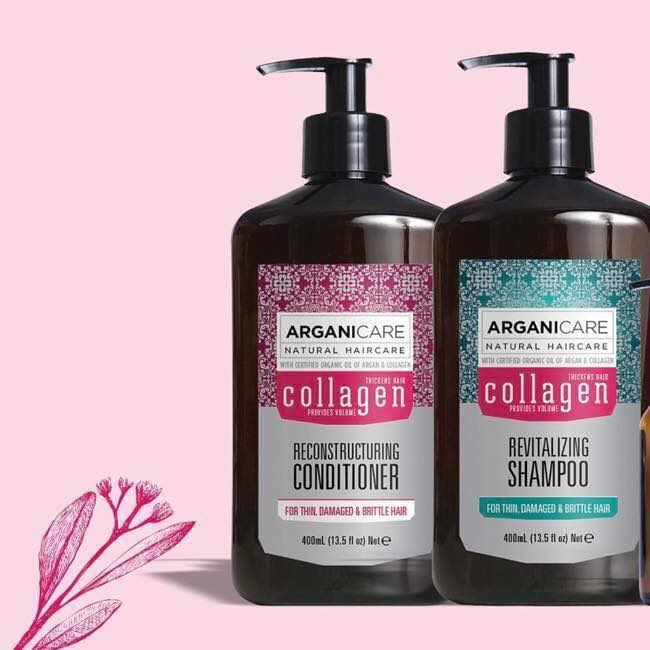 ARGANICARE
NATURAL HAIRCARE
WITH CERTIFIED ORGANIC OIL OF ARGAN & COLLAGEN
THICKENS HAIR
collagen
PROVIDES VOLUME
RECONSTRUCTURING
CONDITIONER
FOR THIN, DAMAGED & BRITTLE HAIR
400mL (13.5 fl oz) Net e
ARGANICARE
NATURAL HAIRCARE
WITH CERTIFIED ORGANIC OIL OF ARGAN & COLLAGEN
THICKENS HAIR
collagen
PROVIDES VOLUME
REVITALIZING
SHAMPOO
FOR THIN, DAMAGED & BRITTLE HAIR
400mL (13.5 fl oz) Net e